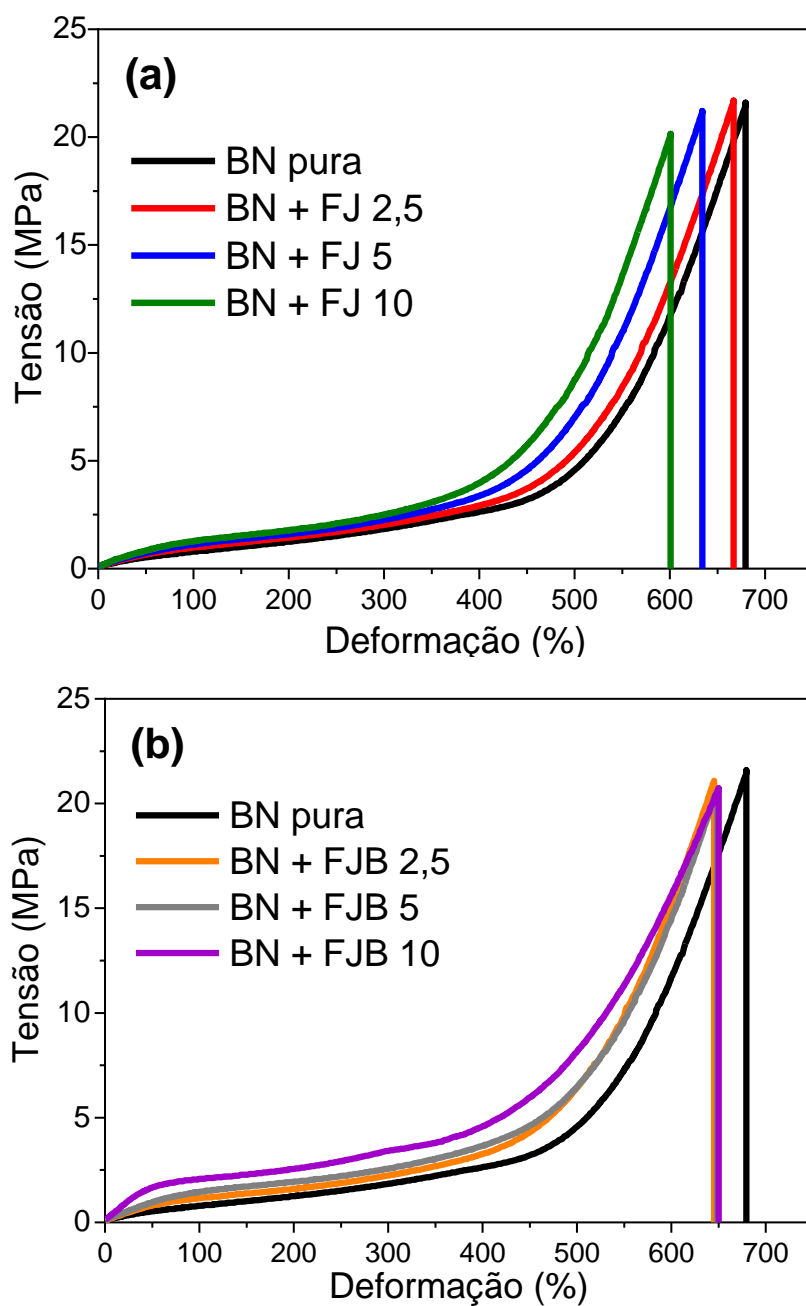 25
(a)
20
BN pura
BN + FJ 2,5
15
BN + FJ 5
BN + FJ 10
10
5
0
Tensão (MPa)
0 100 200 300 400 500 600 700
Deformação (%)
25
(b)
20
BN pura
BN + FJB 2,5
15
BN + FJB 5
BN + FJB 10
10
5
0
Tensão (MPa)
0 100 200 300 400 500 600 700
Deformação (%)